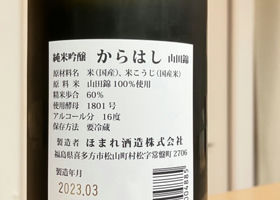 純米吟醸 からはし 山田錦
原材料名 米(国産)、米こうじ(国産米)
原料米 山田錦100%使用
精米歩合 60%
使用酵母 1801号
アルコール分 16度
保存方法 要冷蔵
製造者 ほまれ酒造株式会社
福島県喜多方市松山町村松字常盤町2706
製造年月
2023.03